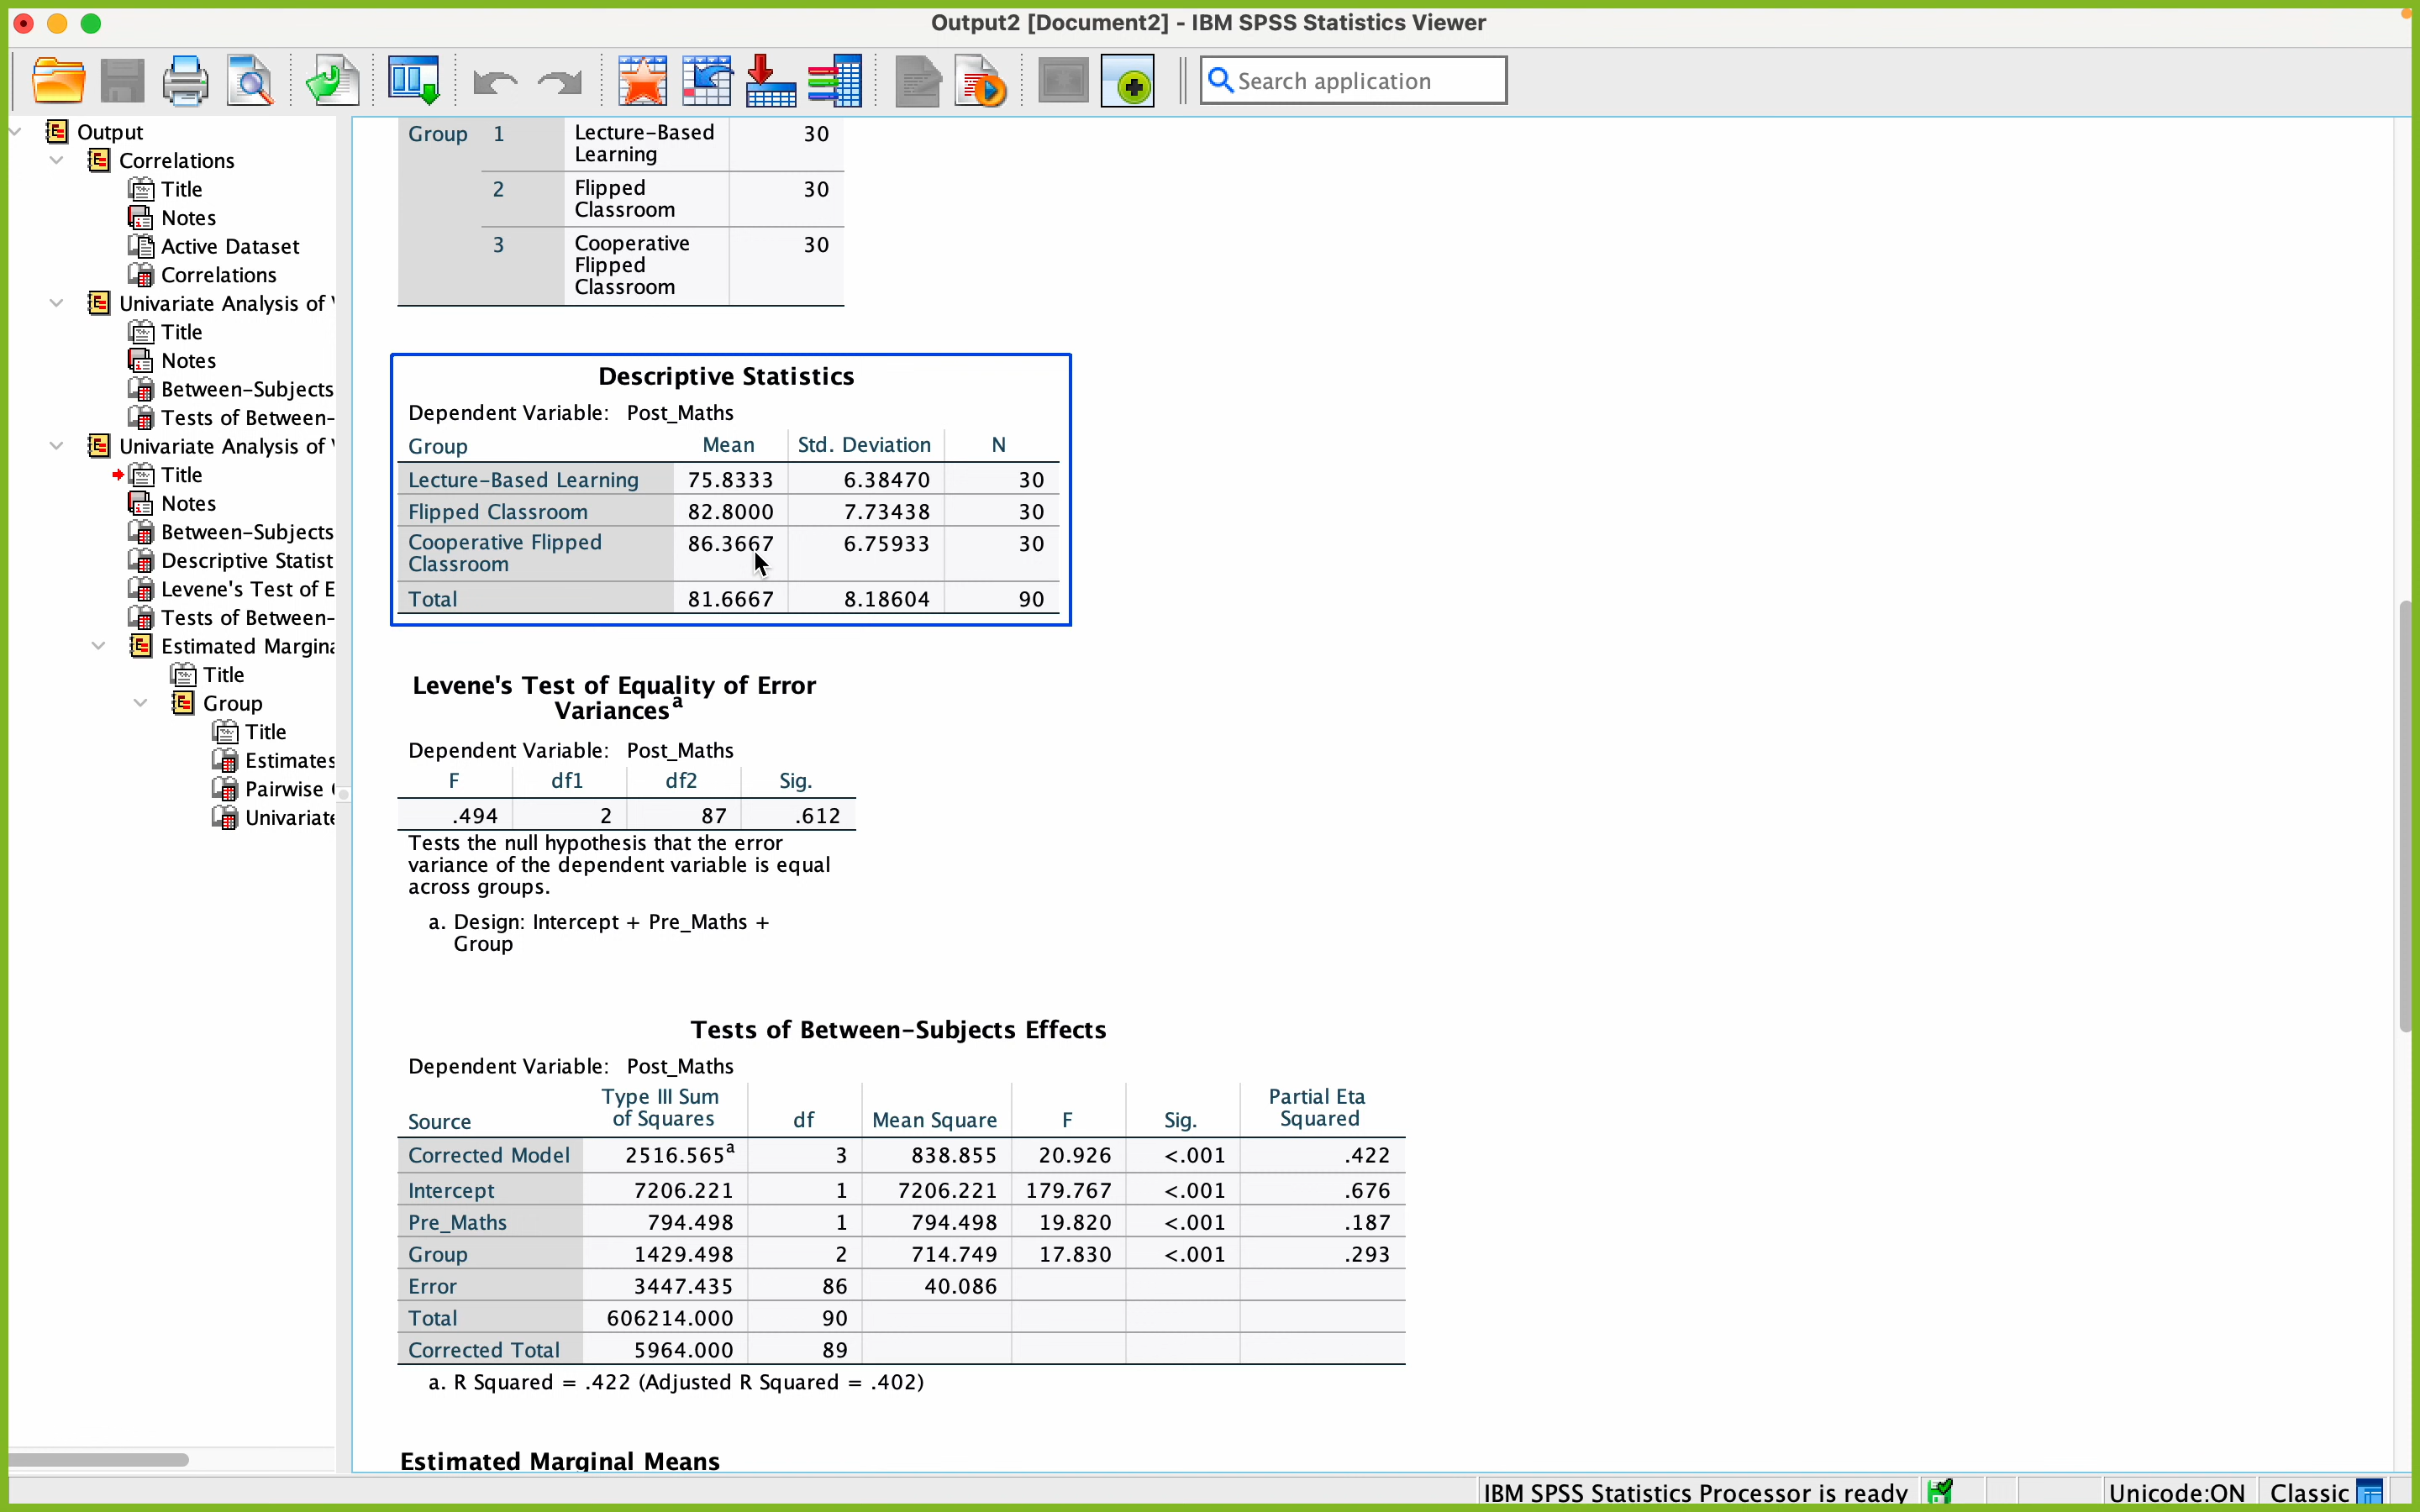 Output2 [Document2] - IBM SPSS Statistics Viewer
Search application
Output
Correlations
Title
Notes
Active Dataset
Correlations
Univariate Analysis of
Title
Notes
Between-Subjects
Tests of Between-
Univariate Analysis of
Title
Notes
Between-Subjects
Descriptive Statist
Levene's Test of E
Tests of Between-
Estimated Margina
Title
Group
Title
Estimates
Pairwise
Univariate
Group 1 Lecture-Based 30
Learning
2 Flipped 30
Classroom
3 Cooperative 30
Flipped
Classroom
Descriptive Statistics
Dependent Variable: Post_Maths
Group Mean Std. Deviation N
Lecture-Based Learning 75.8333 6.38470 30
Flipped Classroom 82.8000 7.73438 30
Cooperative Flipped 86.3667 6.75933 30
Classroom
Total 81.6667 8.18604 90
Levene's Test of Equality of Error
Variances a
Dependent Variable: Post_Maths
F df1 df2 Sig.
.494 2 87 .612
Tests the null hypothesis that the error
variance of the dependent variable is equal
across groups.
a. Design: Intercept + Pre_Maths +
Group
Tests of Between-Subjects Effects
Dependent Variable: Post_Maths
Source Type III Sum of Squares df Mean Square F Sig. Partial Eta Squared
Corrected Model 2516.565a 3 838.855 20.926 <.001 .422
Intercept 7206.221 1 7206.221 179.767 <.001 .676
Pre_Maths 794.498 1 794.498 19.820 <.001 .187
Group 1429.498 2 714.749 17.830 <.001 .293
Error 3447.435 86 40.086
Total 606214.000 90
Corrected Total 5964.000 89
a. R Squared = .422 (Adjusted R Squared = .402)
Estimated Marginal Means
IBM SPSS Statistics Processor is ready Unicode:ON Classic